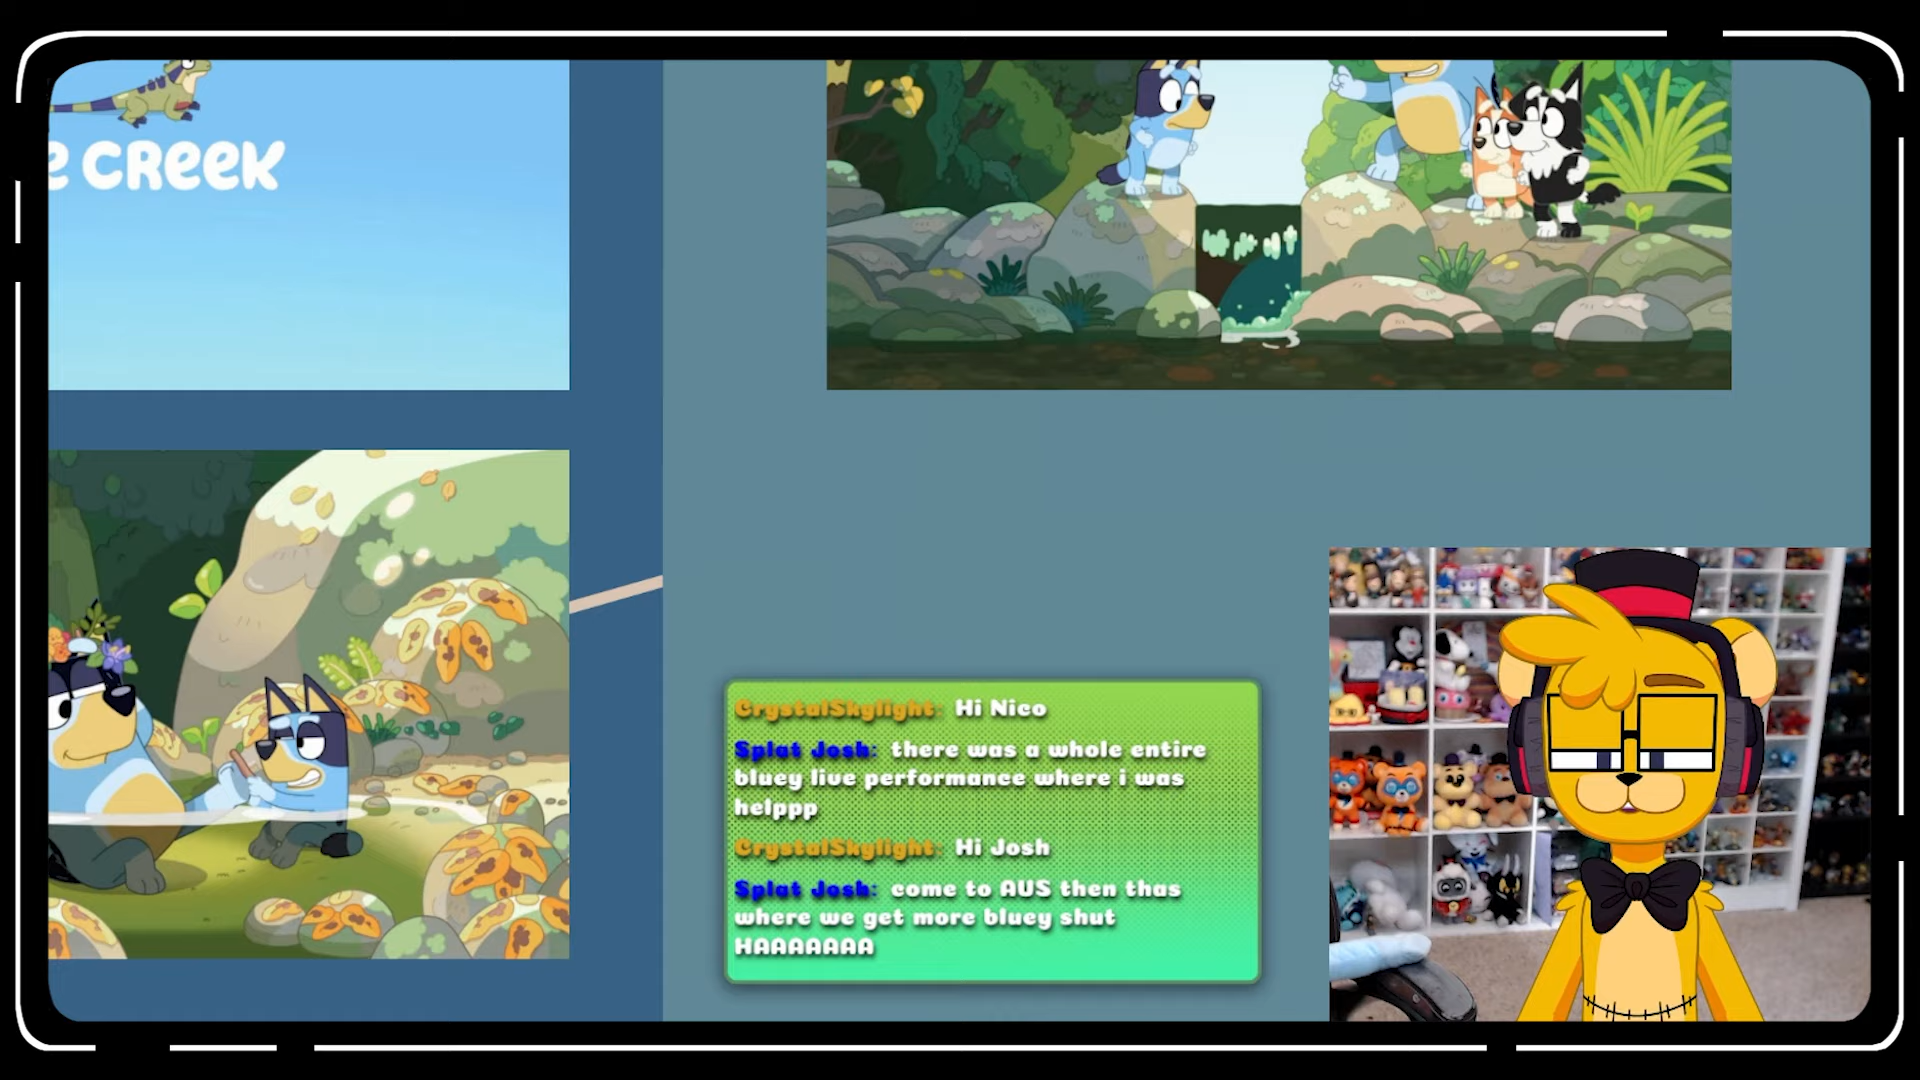 e CREEK
CrystalSkylight: Hi Nico
Splat Josh: there was a whole entire
bluey live performance where i was
helppp
CrystalSkylight: Hi Josh
Splat Josh: come to AUS then thas
where we get more bluey shut
HAAAAAAA